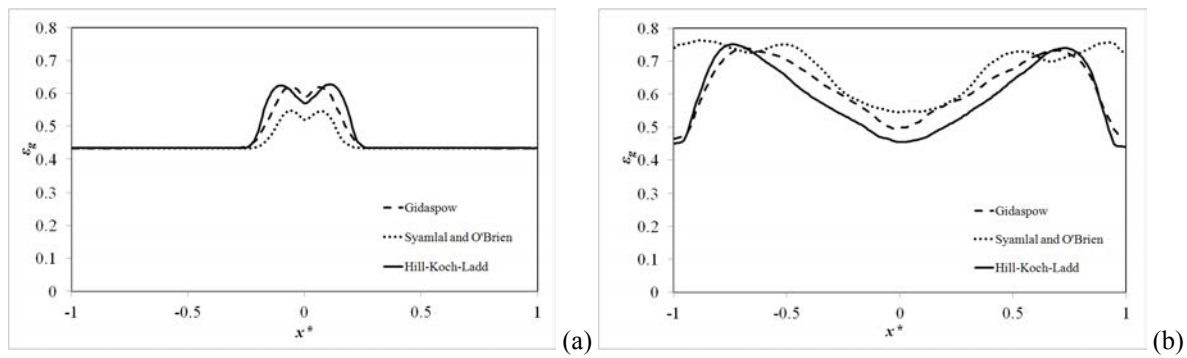 0.8
0.7
0.6
0.5
0.4
0.3
0.2
0.1
0
εg
-1
-0.5
0
0.5
1
x*
Gidaspow
Syamlal and O'Brien
Hill-Koch-Ladd
(a)
0.8
0.7
0.6
0.5
0.4
0.3
0.2
0.1
0
εg
-1
-0.5
0
0.5
1
x*
Gidaspow
Syamlal and O'Brien
Hill-Koch-Ladd
(b)